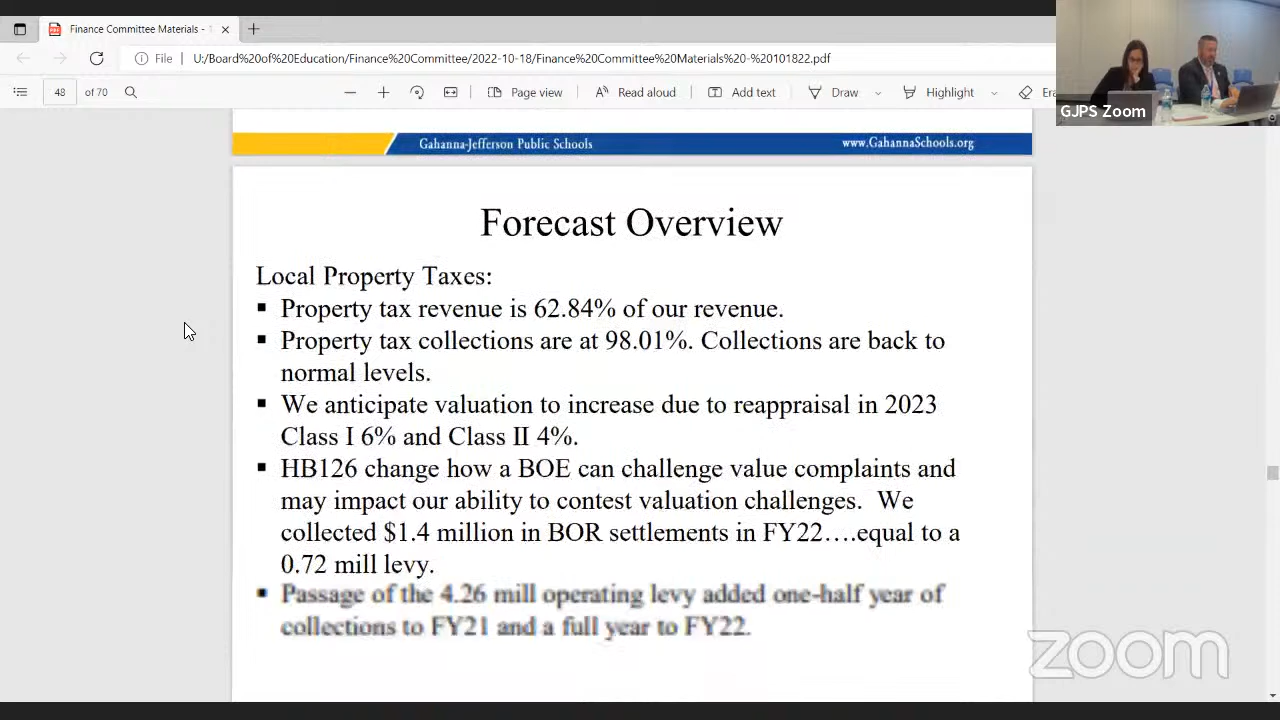 Finance Committee Materials - 1
File
U:/Board%20of%20Education/Finance%20Committee/2022-10-18/Finance%20Committee%20Materials%20-%20101822.pdf
48 of 70
Page view
Read aloud
Add text
Draw
Highlight
Era
GJPS Zoom
Gahanna-Jefferson Public Schools
www.GahannaSchools.org
Forecast Overview
Local Property Taxes:
▪ Property tax revenue is 62.84% of our revenue.
▪ Property tax collections are at 98.01%. Collections are back to
normal levels.
▪ We anticipate valuation to increase due to reappraisal in 2023
Class I 6% and Class II 4%.
▪ HB126 change how a BOE can challenge value complaints and
may impact our ability to contest valuation challenges. We
collected $1.4 million in BOR settlements in FY22….equal to a
0.72 mill levy.
▪ Passage of the 4.26 mill operating levy added one-half year of
collections to FY21 and a full year to FY22.
zoom